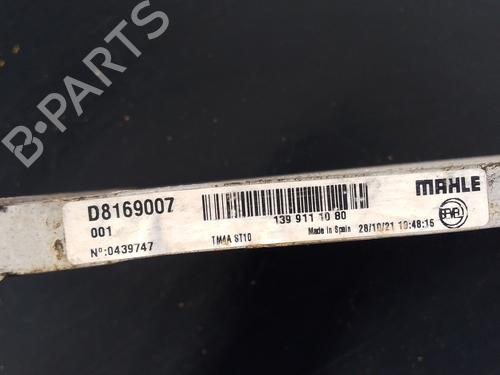 B-PARTS
MAHLE
D8169007
001
Nº:0439747
139 911 10 80
TM4A ST10
Made in Spain
28/10/21 10:48:16